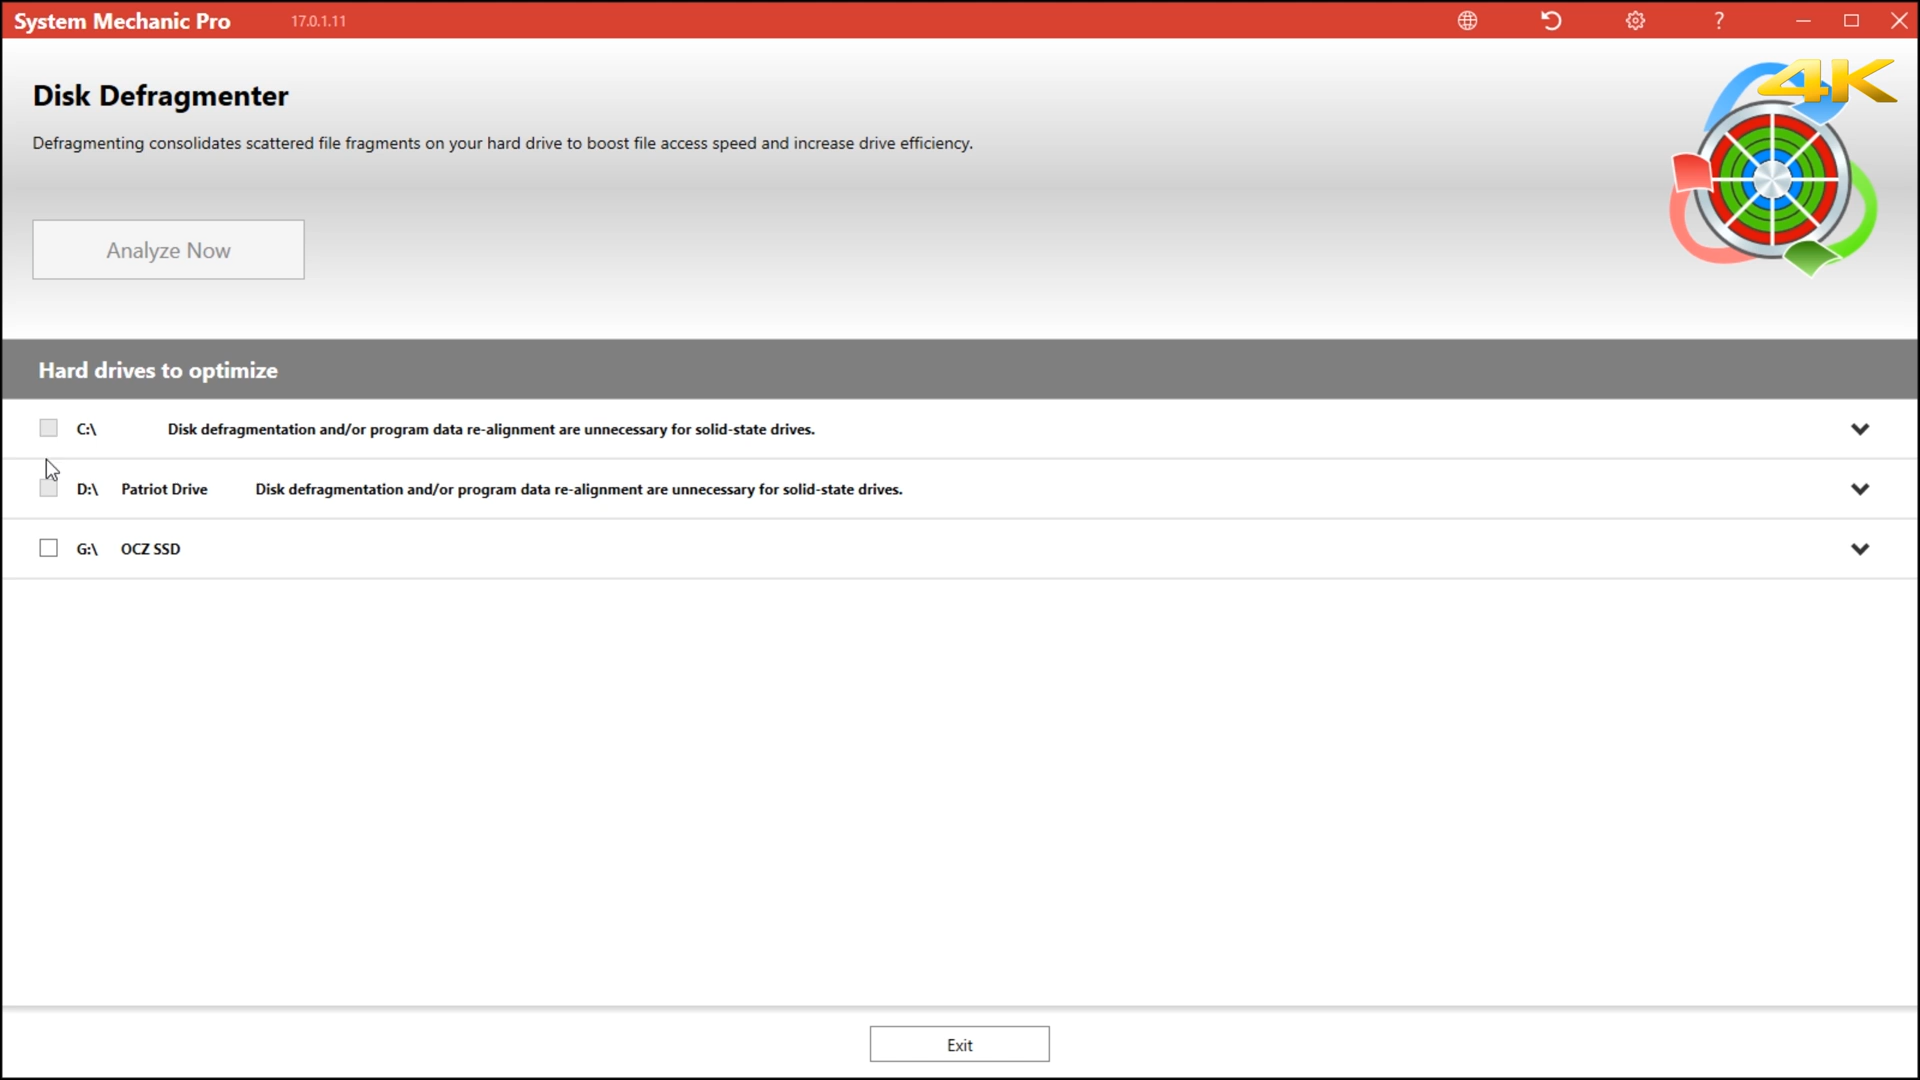 System Mechanic Pro 17.0.1.11 ?
4K
Disk Defragmenter
Defragmenting consolidates scattered file fragments on your hard drive to boost file access speed and increase drive efficiency.
Analyze Now
Hard drives to optimize
C:\ Disk defragmentation and/or program data re-alignment are unnecessary for solid-state drives.
D:\ Patriot Drive Disk defragmentation and/or program data re-alignment are unnecessary for solid-state drives.
G:\ OCZ SSD
Exit